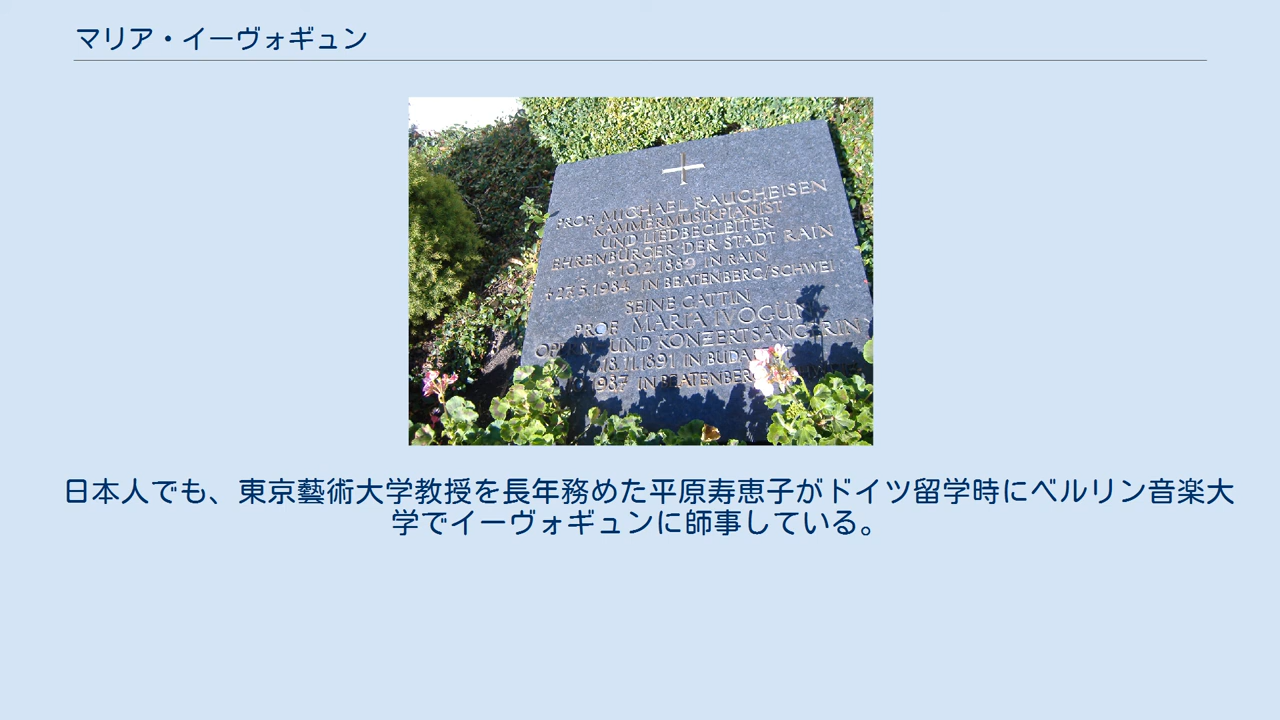 マリア・イーヴォギュン
PROF. MICHAEL RAUCHEISEN
KAMMERMUSIKPIANIST
UND LIEDBEGLEITER
EHRENBÜRGER DER STADT RAIN
*10.2.1889 IN RAIN
+27.5.1984 IN BEATENBERG/SCHWEI
SEINE GATTIN
PROF. MARIA IVOGÜN
UND KONZERTSÄNGERIN
18.11.1891 IN BUDA
1987 IN BEATENBERG
日本人でも、東京藝術大学教授を長年務めた平原寿恵子がドイツ留学時にベルリン音楽大
学でイーヴォギュンに師事している。